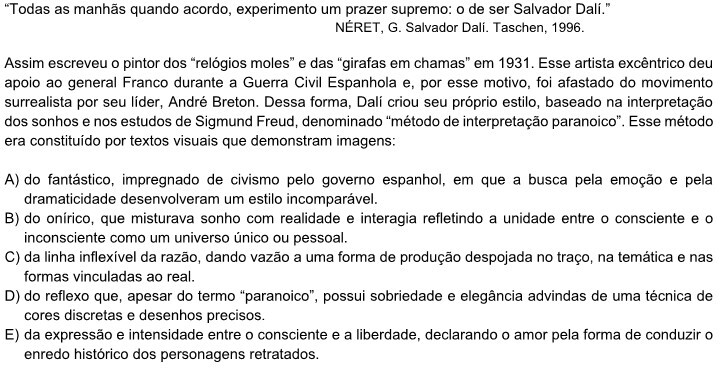 “Todas as manhãs quando acordo, experimento um prazer supremo: o de ser Salvador Dalí.”
NÉRET, G. Salvador Dalí. Taschen, 1996.
Assim escreveu o pintor dos “relógios moles” e das “girafas em chamas” em 1931. Esse artista excêntrico deu
apoio ao general Franco durante a Guerra Civil Espanhola e, por esse motivo, foi afastado do movimento
surrealista por seu líder, André Breton. Dessa forma, Dalí criou seu próprio estilo, baseado na interpretação
dos sonhos e nos estudos de Sigmund Freud, denominado “método de interpretação paranoico”. Esse método
era constituído por textos visuais que demonstram imagens:
A) do fantástico, impregnado de civismo pelo governo espanhol, em que a busca pela emoção e pela
dramaticidade desenvolveram um estilo incomparável.
B) do onírico, que misturava sonho com realidade e interagia refletindo a unidade entre o consciente e o
inconsciente como um universo único ou pessoal.
C) da linha inflexível da razão, dando vazão a uma forma de produção despojada no traço, na temática e nas
formas vinculadas ao real.
D) do reflexo que, apesar do termo “paranoico”, possui sobriedade e elegância advindas de uma técnica de
cores discretas e desenhos precisos.
E) da expressão e intensidade entre o consciente e a liberdade, declarando o amor pela forma de conduzir o
enredo histórico dos personagens retratados.